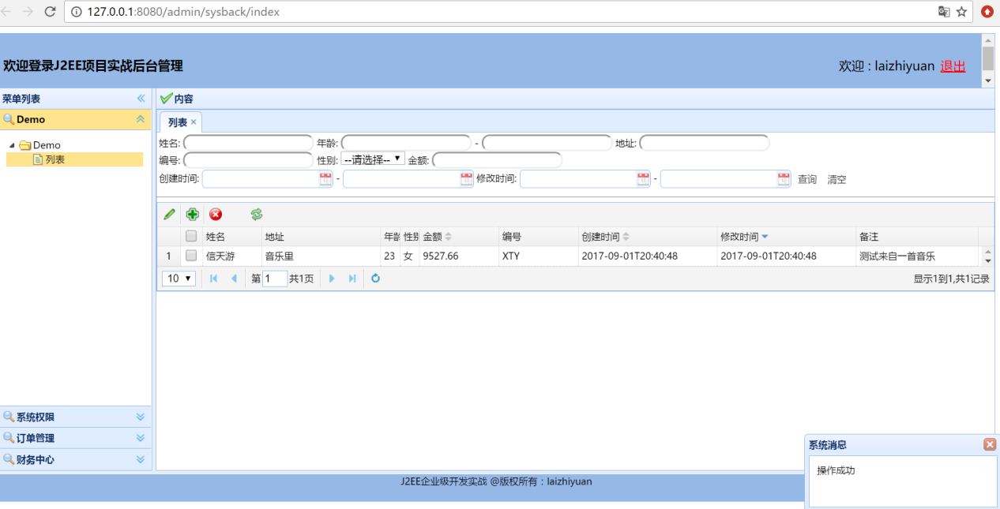 127.0.0.1:8080/admin/sysback/index
欢迎登录J2EE项目实战后台管理
欢迎 : laizhiyuan 退出
菜单列表
Demo
Demo
列表
系统权限
订单管理
财务中心
内容
列表
姓名: 年龄: - 地址:
编号: 性别: --请选择-- 金额:
创建时间: - 修改时间: - 查询 清空
姓名 地址 年龄 性别 金额 编号 创建时间 修改时间 备注
1 信天游 音乐里 23 女 9527.66 XTY 2017-09-01T20:40:48 2017-09-01T20:40:48 测试来自一首音乐
10 第 1 共1页 显示1到1,共1记录
系统消息
操作成功
J2EE企业级开发实战 @版权所有：laizhiyuan